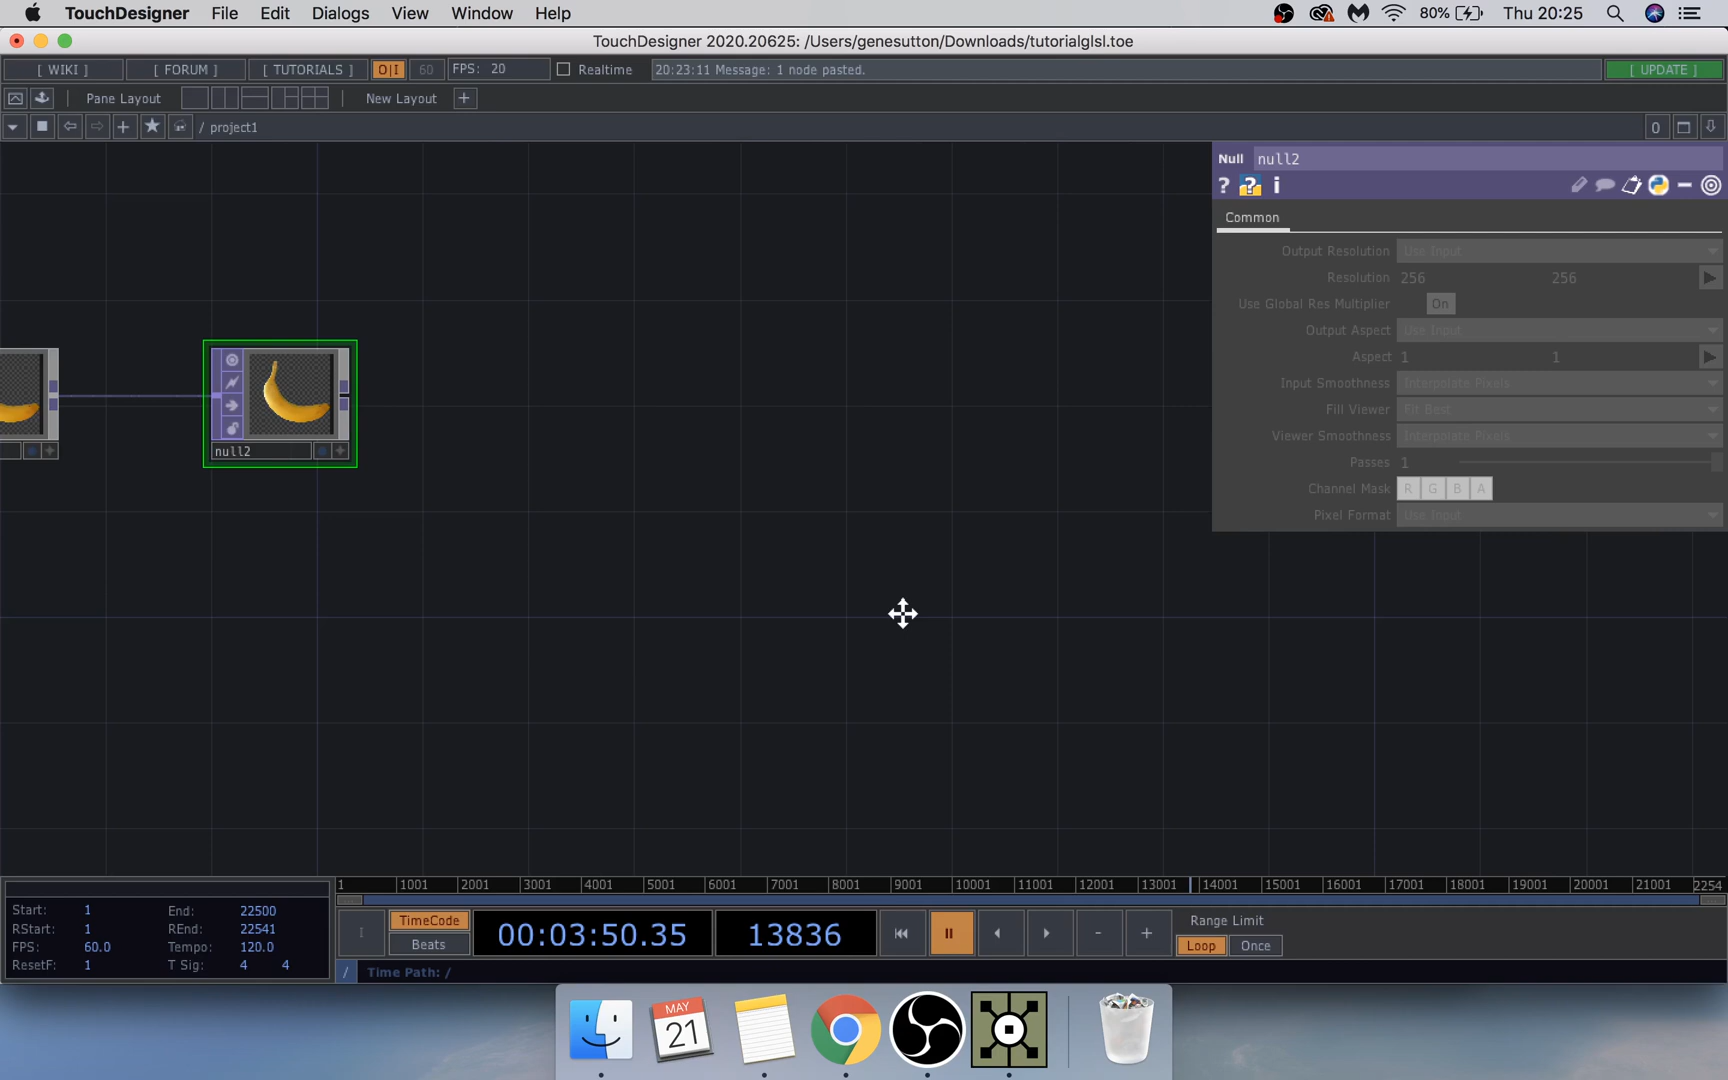 TouchDesigner File Edit Dialogs View Window Help 80% Thu 20:25
TouchDesigner 2020.20625: /Users/genesutton/Downloads/tutorialglsl.toe
[ WIKI ] [ FORUM ] [ TUTORIALS ] O|I 60 FPS: 20 Realtime 20:23:11 Message: 1 node pasted. [ UPDATE ]
Pane Layout New Layout +
/ project1 0
Null null2
? ? i
Common
Output Resolution Use Input
Resolution 256 256
Use Global Res Multiplier On
Output Aspect Use Input
Aspect 1 1
Input Smoothness Interpolate Pixels
Fill Viewer Fit Best
Viewer Smoothness Interpolate Pixels
Passes 1
Channel Mask R G B A
Pixel Format Use Input
null2
1 1001 2001 3001 4001 5001 6001 7001 8001 9001 10001 11001 12001 13001 14001 15001 16001 17001 18001 19001 20001 21001 2254
Start: 1 End: 22500
RStart: 1 REnd: 22541
FPS: 60.0 Tempo: 120.0
ResetF: 1 T Sig: 4 4
I TimeCode Beats 00:03:50.35 13836 - + Range Limit
Loop Once
/ Time Path: /
MAY
21